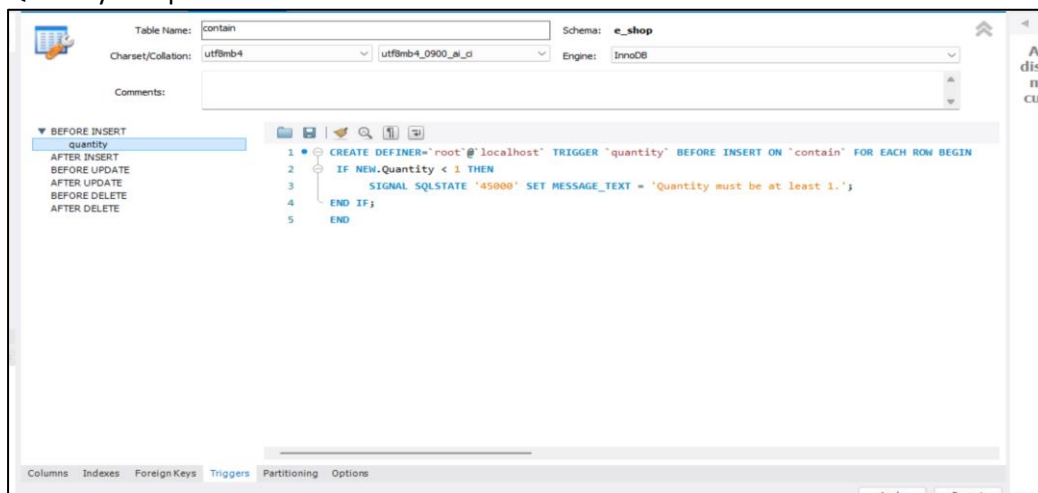 Table Name: contain Schema: e_shop
Charset/Collation: utf8mb4 utf8mb4_0900_ai_ci Engine: InnoDB
Comments:
BEFORE INSERT
quantity
AFTER INSERT
BEFORE UPDATE
AFTER UPDATE
BEFORE DELETE
AFTER DELETE
1 CREATE DEFINER=`root`@`localhost` TRIGGER `quantity` BEFORE INSERT ON `contain` FOR EACH ROW BEGIN
2 IF NEW.Quantity < 1 THEN
3 SIGNAL SQLSTATE '45000' SET MESSAGE_TEXT = 'Quantity must be at least 1.';
4 END IF;
5 END
Columns Indexes Foreign Keys Triggers Partitioning Options